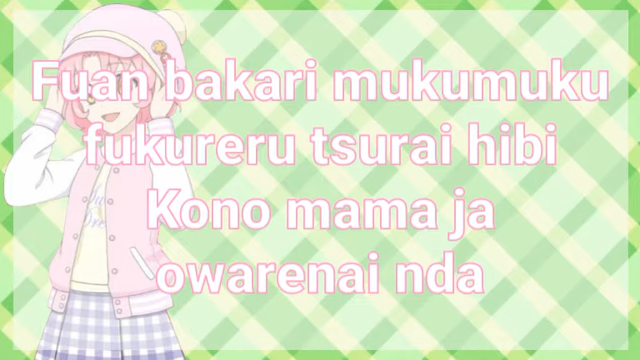 Fuan bakari mukumuku
fukureru tsurai hibi
Kono mama ja
owarenai nda